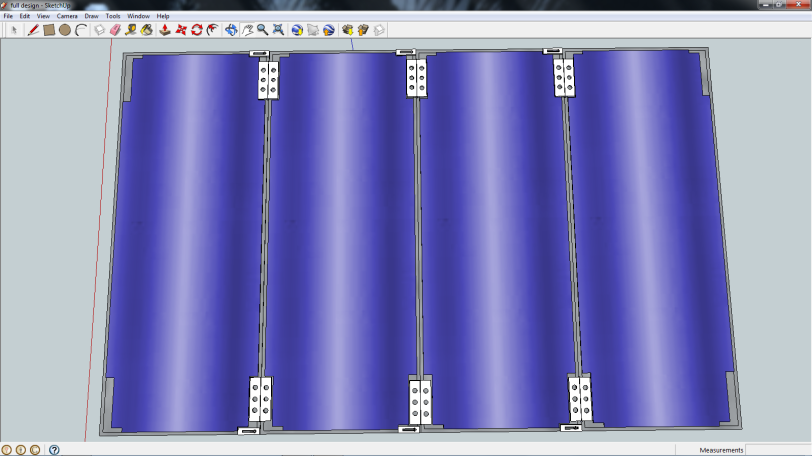 full design - SketchUp
File Edit View Camera Draw Tools Window Help
Measurements